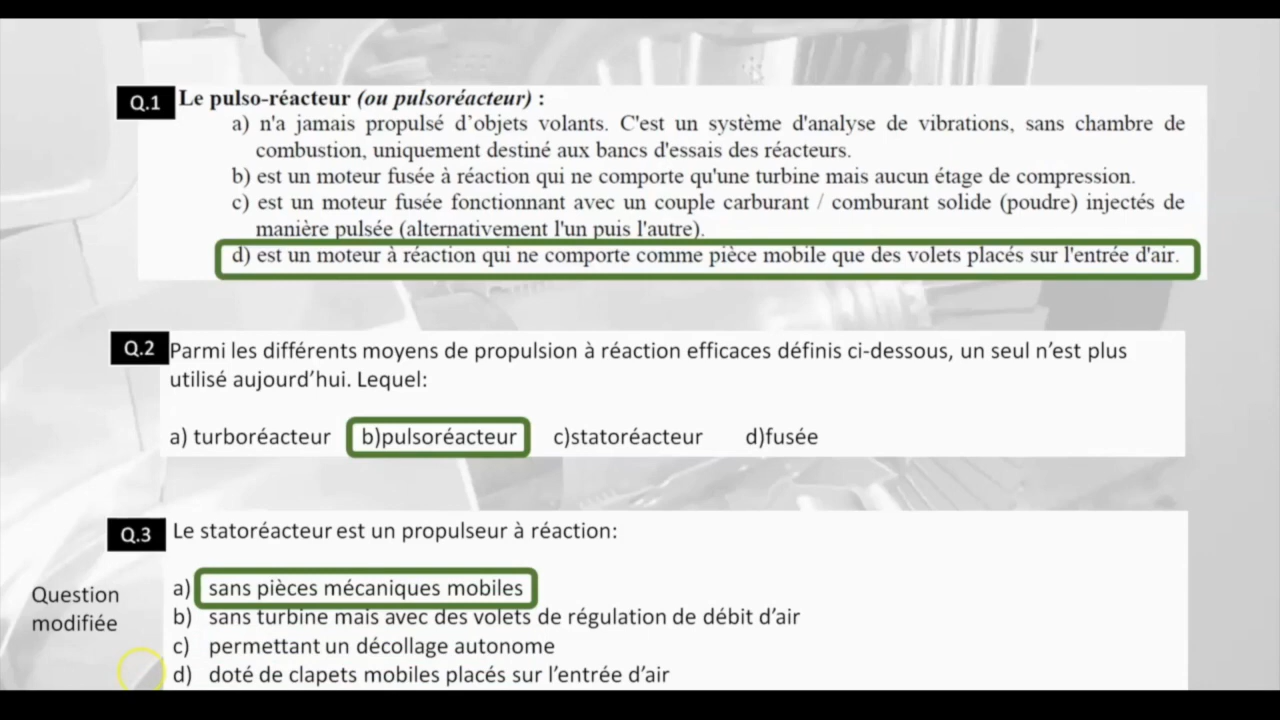 Q.1 Le pulso-réacteur (ou pulsoréacteur) :
a) n'a jamais propulsé d’objets volants. C'est un système d'analyse de vibrations, sans chambre de
combustion, uniquement destiné aux bancs d'essais des réacteurs.
b) est un moteur fusée à réaction qui ne comporte qu'une turbine mais aucun étage de compression.
c) est un moteur fusée fonctionnant avec un couple carburant / comburant solide (poudre) injectés de
manière pulsée (alternativement l'un puis l'autre).
d) est un moteur à réaction qui ne comporte comme pièce mobile que des volets placés sur l'entrée d'air.
Q.2 Parmi les différents moyens de propulsion à réaction efficaces définis ci-dessous, un seul n’est plus
utilisé aujourd’hui. Lequel:
a) turboréacteur b)pulsoréacteur c)statoréacteur d)fusée
Q.3 Le statoréacteur est un propulseur à réaction:
Question
modifiée
a) sans pièces mécaniques mobiles
b) sans turbine mais avec des volets de régulation de débit d’air
c) permettant un décollage autonome
d) doté de clapets mobiles placés sur l’entrée d’air